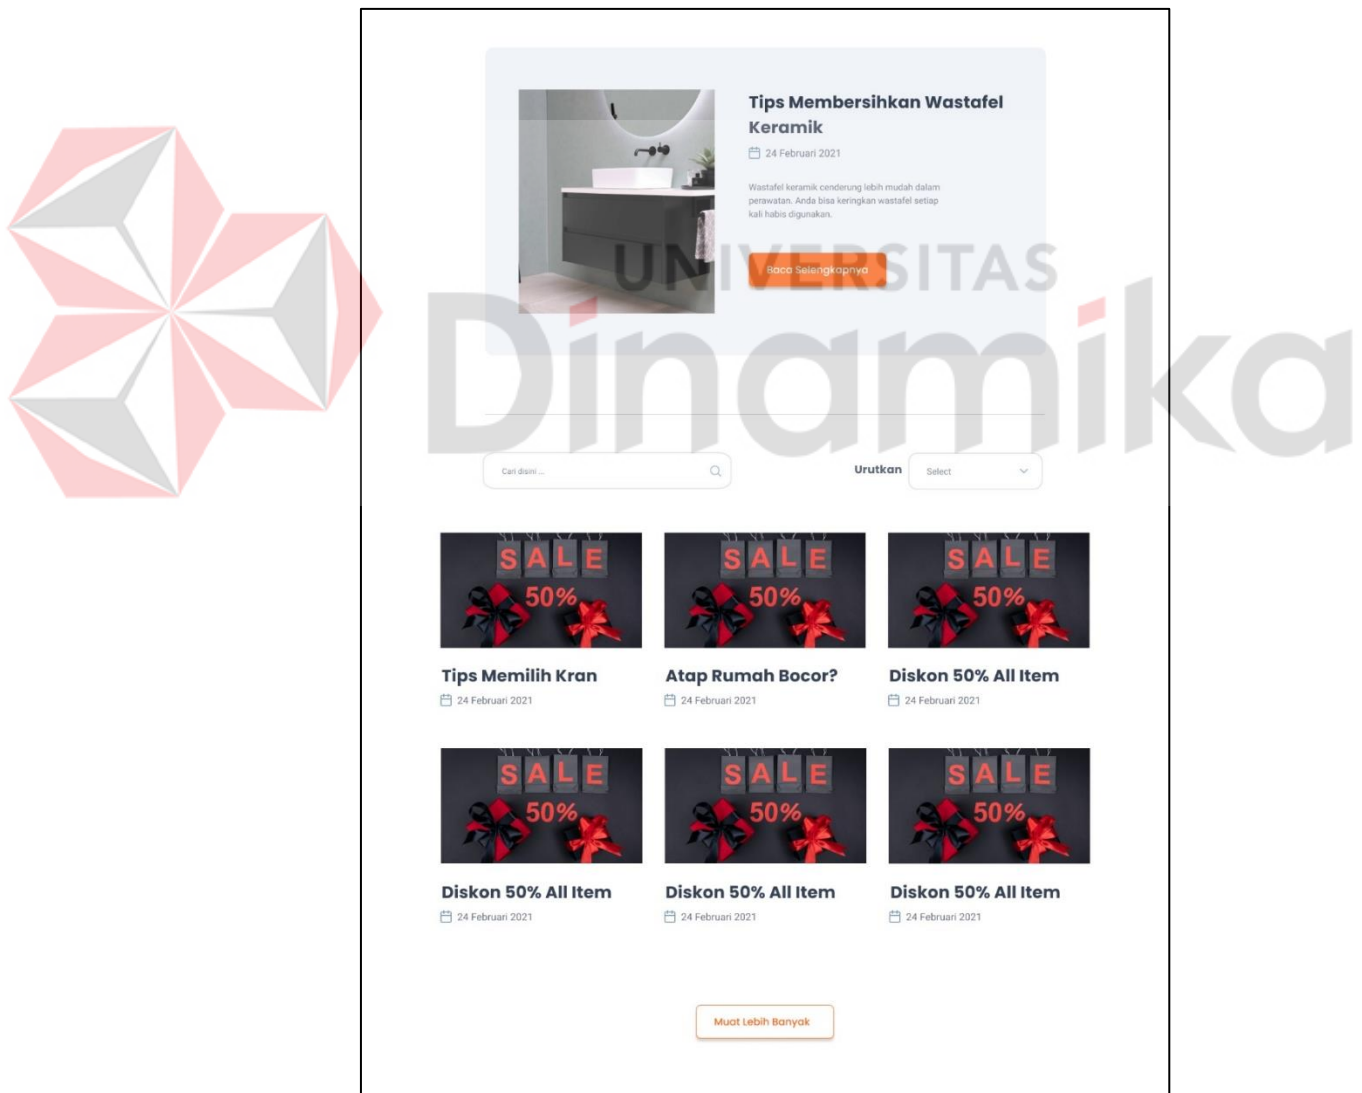 Tips Membersihkan Wastafel
Keramik
24 Februari 2021
Wastafel keramik cenderung lebih mudah dalam
perawatan. Anda bisa keringkan wastafel setiap
kali habis digunakan.
Baca Selengkapnya
UNIVERSITAS
Dinamika
Cari disini ...
Urutkan
Select
SALE
50%
SALE
50%
SALE
50%
Tips Memilih Kran
24 Februari 2021
Atap Rumah Bocor?
24 Februari 2021
Diskon 50% All Item
24 Februari 2021
SALE
50%
SALE
50%
SALE
50%
Diskon 50% All Item
24 Februari 2021
Diskon 50% All Item
24 Februari 2021
Diskon 50% All Item
24 Februari 2021
Muat Lebih Banyak